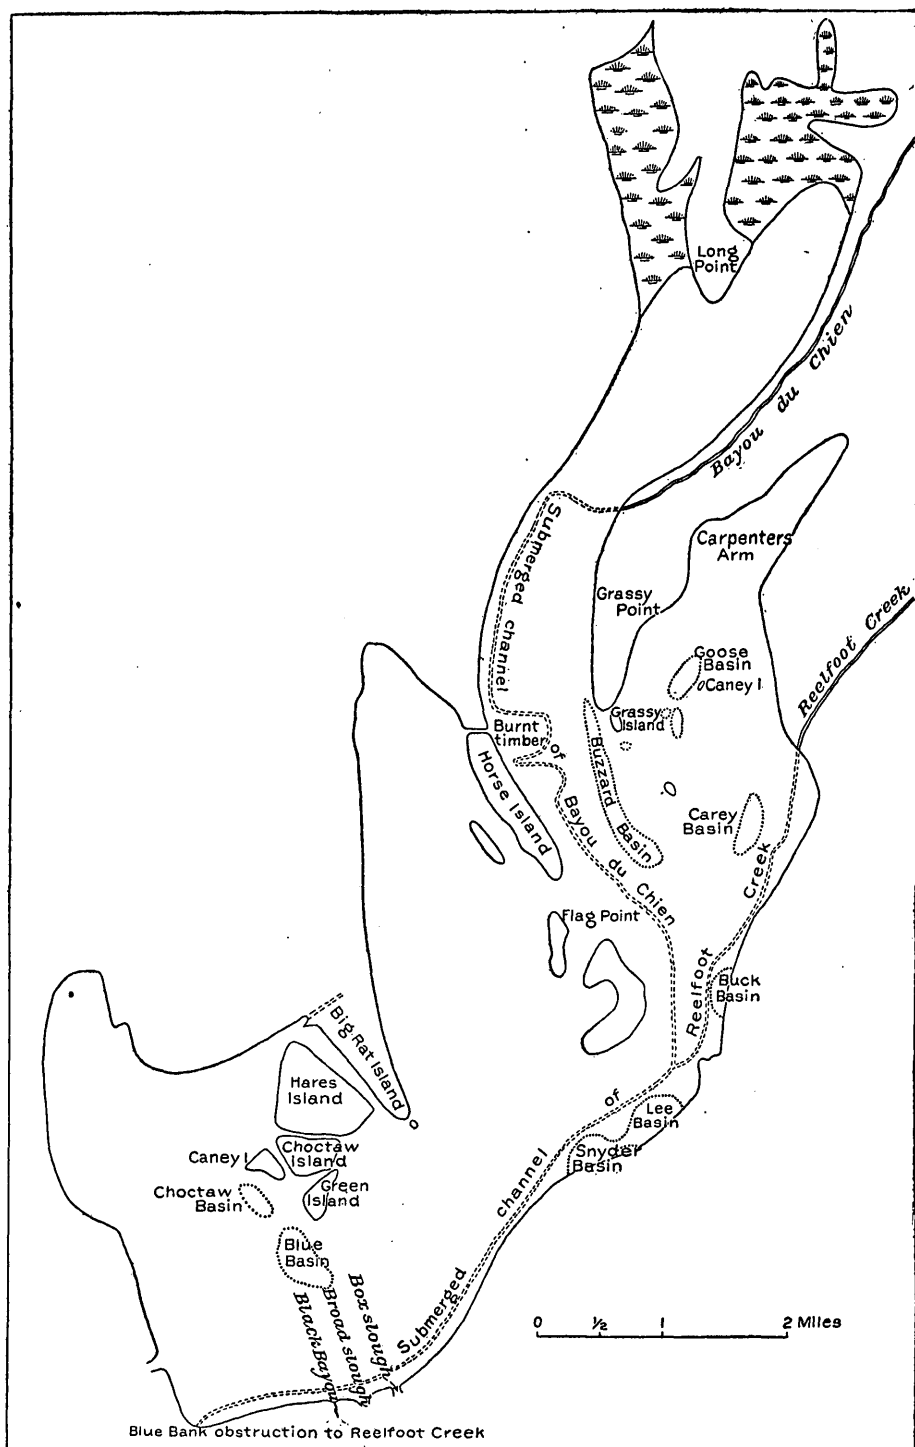 Long
Point
Bayou du Chien
Submerged channel
of
Bayou
du
Chien
Carpenters
Arm
Grassy
Point
Reelfoot Creek
Goose
Basin
Caney I
Grassy
Island
Burnt
timber
Horse Island
Buzzard
Basin
Carey
Basin
Flag Point
Buck
Basin
Big Rat Island
Hares
Island
Lee
Basin
Snyder
Basin
Submerged
channel
of
Reelfoot
Creek
Choctaw
Island
Caney I
Green
Island
Choctaw
Basin
Blue
Basin
Black Bayou
Broad slough
Box slough
0 1/2 1 2 Miles
Blue Bank obstruction to Reelfoot Creek